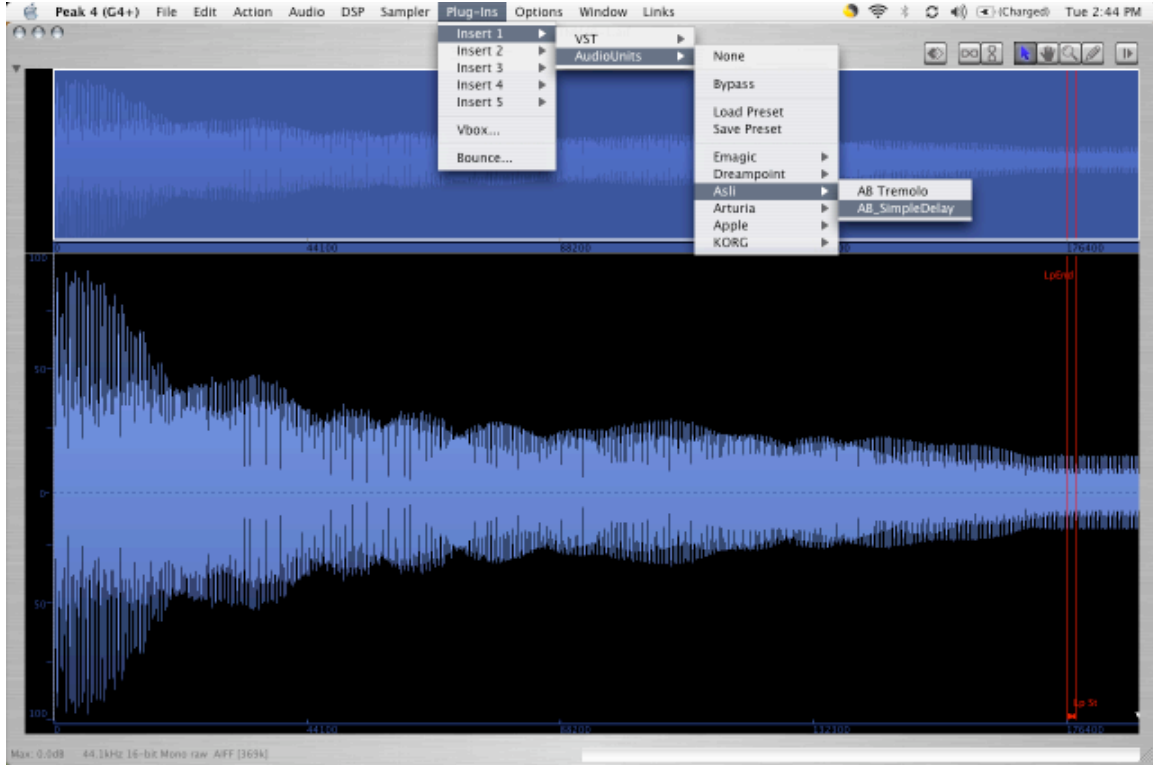 Peak 4 (G4+) File Edit Action Audio DSP Sampler Plug-Ins Options Window Links (Charged) Tue 2:44 PM
Insert 1
Insert 2
Insert 3
Insert 4
Insert 5
Vbox...
Bounce...
VST
AudioUnits
None
Bypass
Load Preset
Save Preset
Emagic
Dreampoint
Asli
Arturia
Apple
KORG
AB Tremolo
AB_SimpleDelay
0 44100 88200 176400
100
LpEnd
50
0
50
100
Lp St
0 44100 88200 132300 176400
Max: 0.0dB 44.1kHz 16-bit Mono raw AIFF [369k]